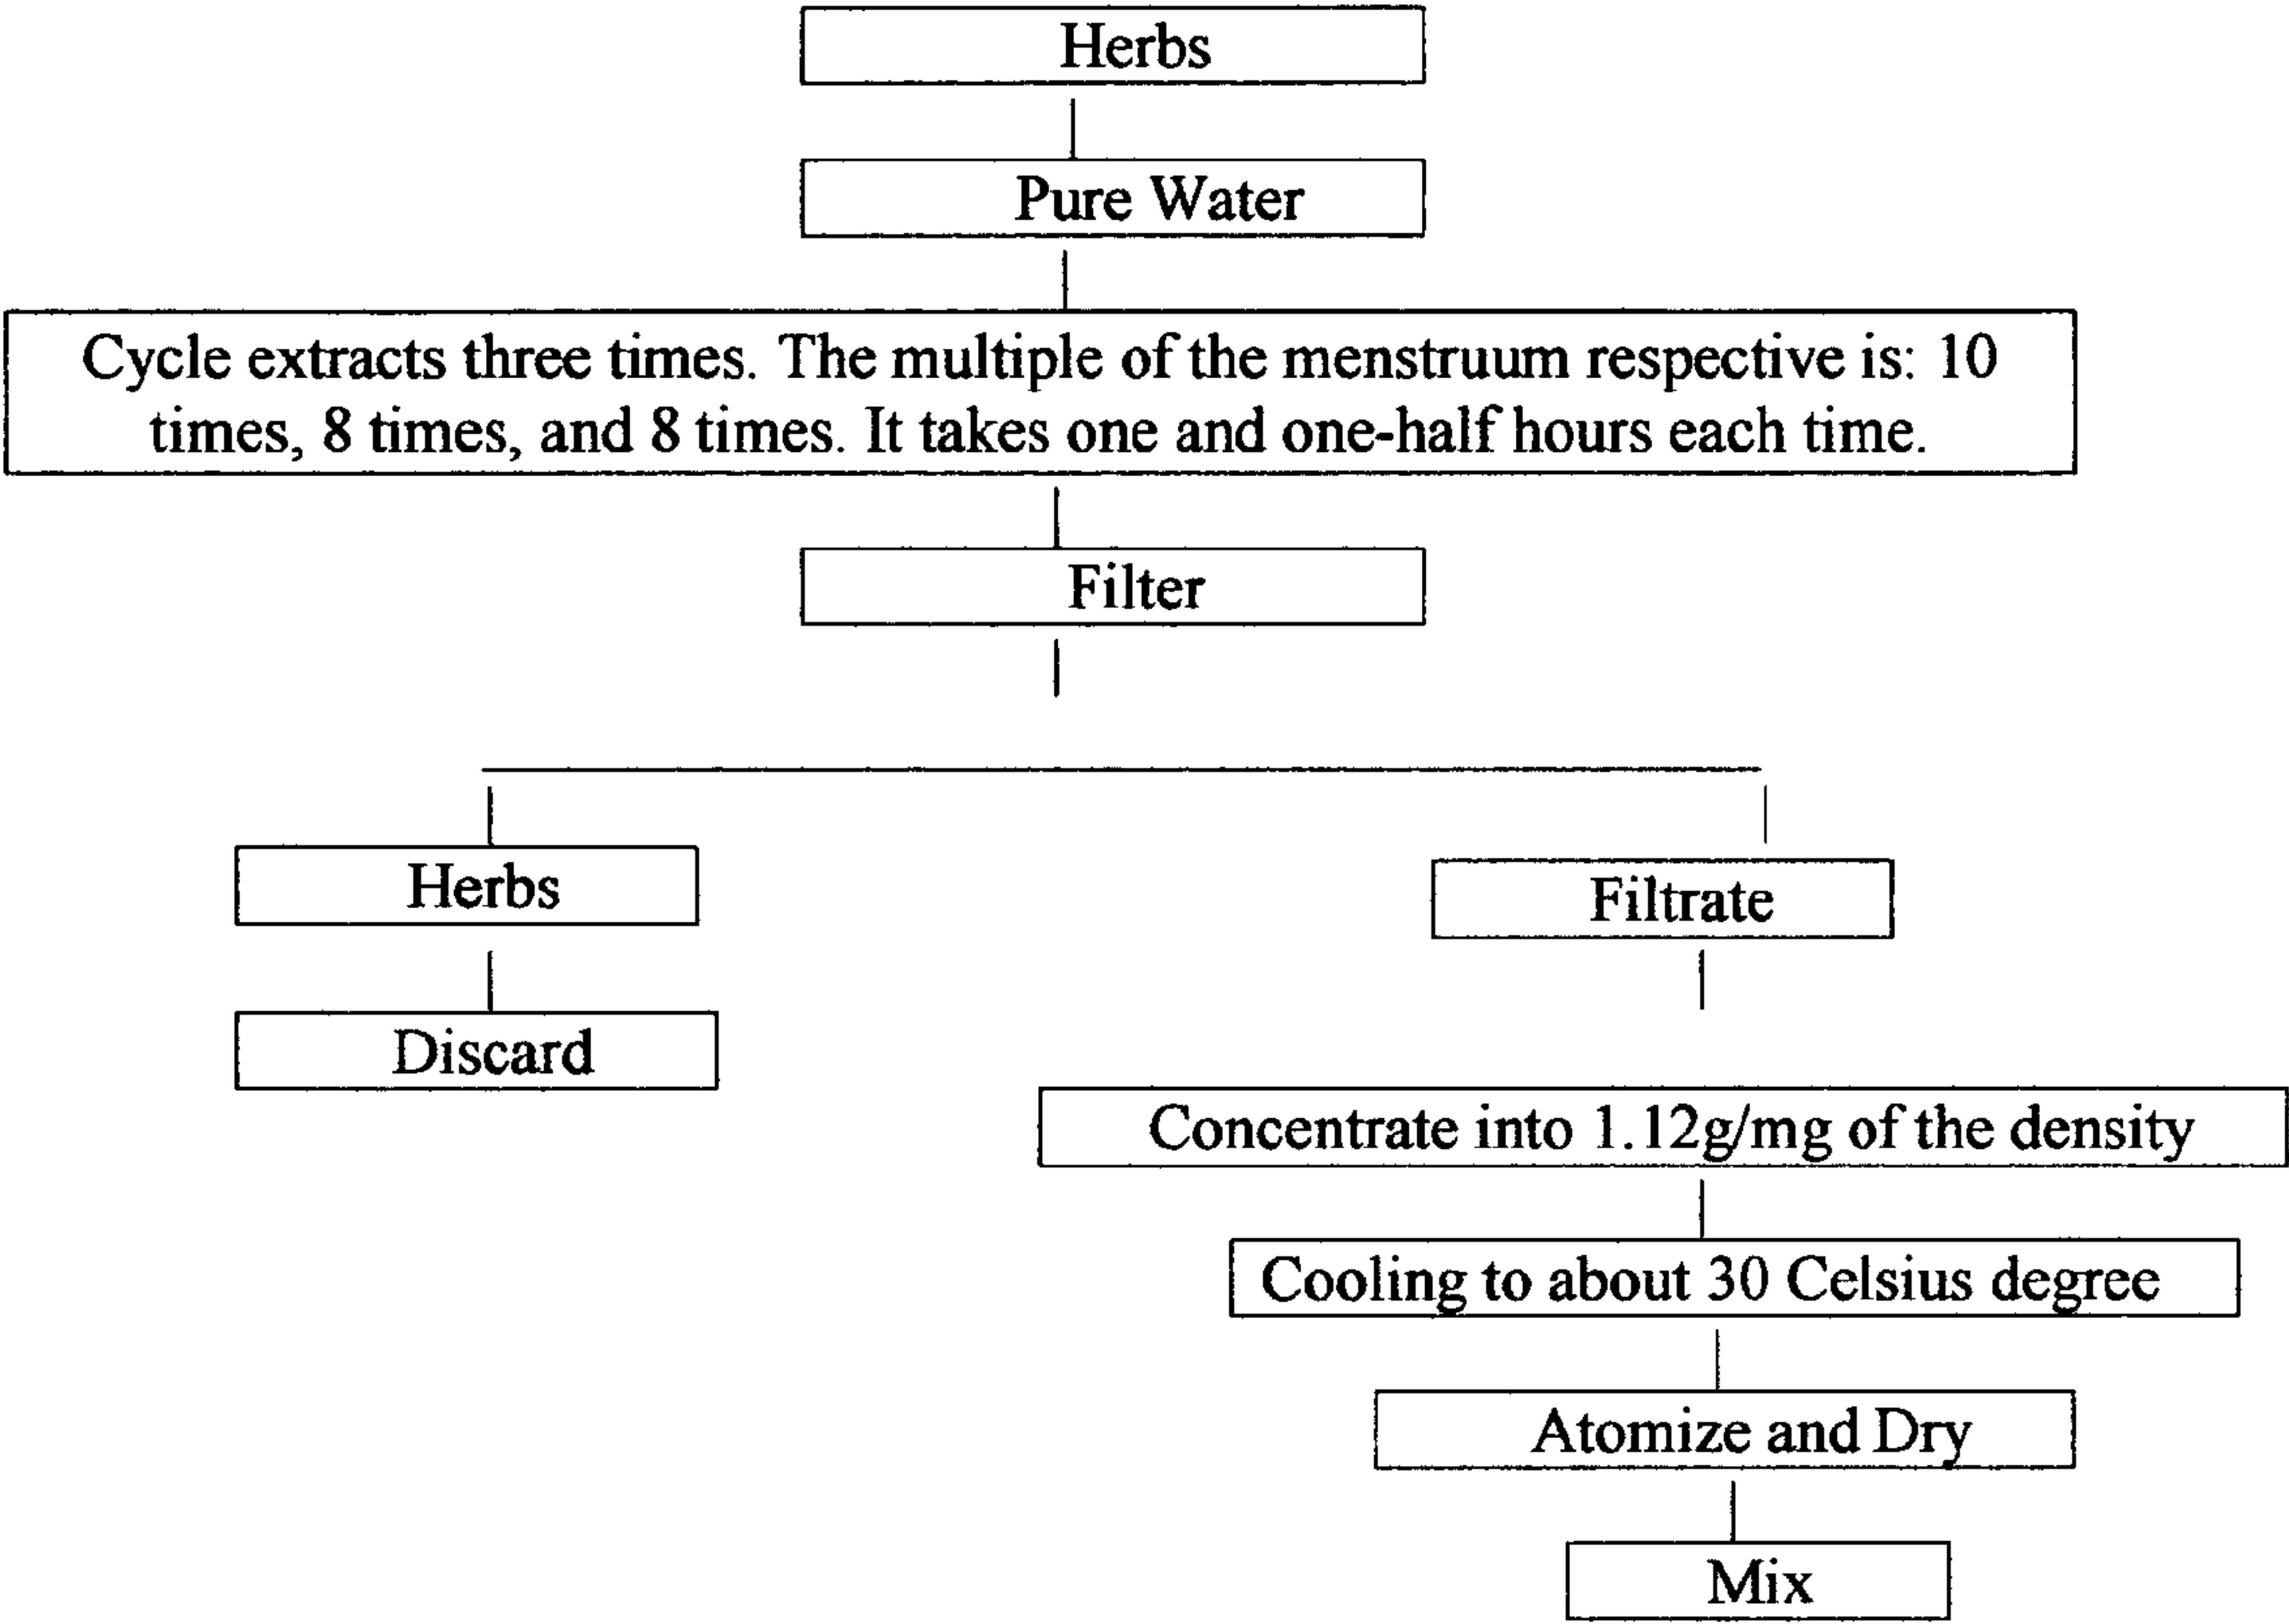 Herbs
Pure Water
Cycle extracts three times. The multiple of the menstruum respective is: 10
times, 8 times, and 8 times. It takes one and one-half hours each time.
Filter
Herbs
Filtrate
Discard
Concentrate into 1.12g/mg of the density
Cooling to about 30 Celsius degree
Atomize and Dry
Mix